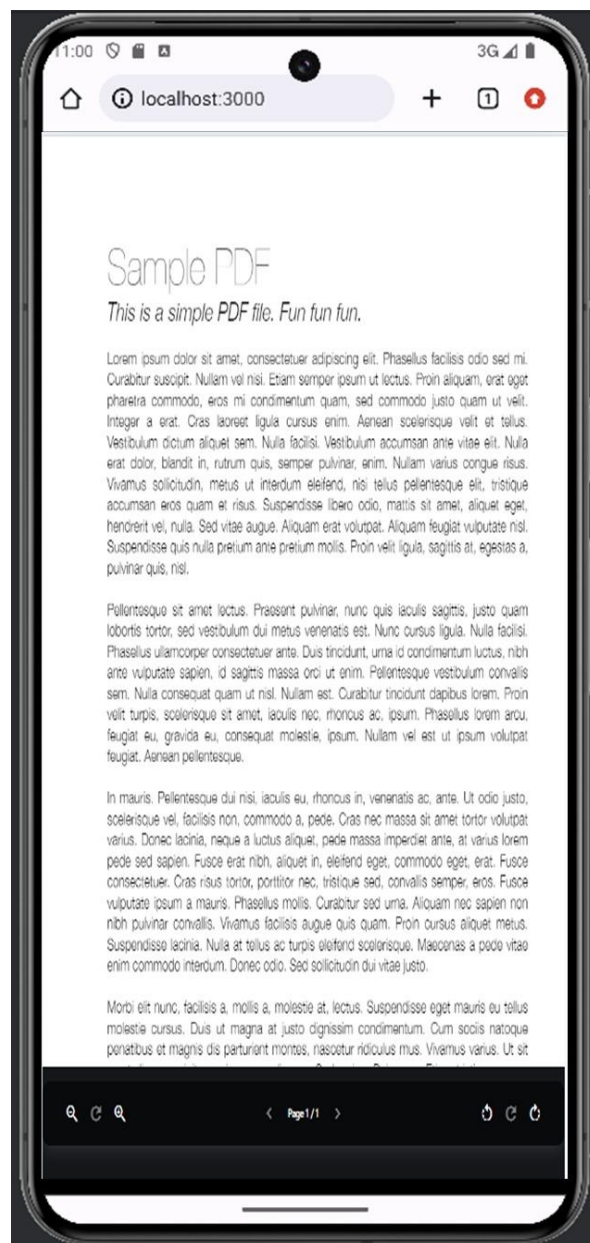 11:00
3G
localhost:3000
1
Sample PDF
This is a simple PDF file. Fun fun fun.
Lorem ipsum dolor sit amet, consectetuer adipiscing elit. Phasellus facilisis odio sed mi.
Curabitur suscipit. Nullam vel nisi. Etiam semper ipsum ut lectus. Proin aliquam, erat eget
pharetra commodo, eros mi condimentum quam, sed commodo justo quam ut velit.
Integer a erat. Cras laoreet ligula cursus enim. Aenean scelerisque velit et tellus.
Vestibulum dictum aliquet sem. Nulla facilisi. Vestibulum accumsan ante vitae elit. Nulla
erat dolor, blandit in, rutrum quis, semper pulvinar, enim. Nullam varius congue risus.
Vivamus sollicitudin, metus ut interdum eleifend, nisi tellus pellentesque elit, tristique
accumsan eros quam et risus. Suspendisse libero odio, mattis sit amet, aliquet eget,
hendrerit vel, nulla. Sed vitae augue. Aliquam erat volutpat. Aliquam feugiat vulputate nisl.
Suspendisse quis nulla pretium ante pretium mollis. Proin velit ligula, sagittis at, egestas a,
pulvinar quis, nisl.
Pellentesque sit amet lectus. Praesent pulvinar, nunc quis iaculis sagittis, justo quam
lobortis tortor, sed vestibulum dui metus venenatis est. Nunc cursus ligula. Nulla facilisi.
Phasellus ullamcorper consectetuer ante. Duis tincidunt, urna id condimentum luctus, nibh
ante vulputate sapien, id sagittis massa orci ut enim. Pellentesque vestibulum convallis
sem. Nulla consequat quam ut nisl. Nullam est. Curabitur tincidunt dapibus lorem. Proin
velit turpis, scelerisque sit amet, iaculis nec, rhoncus ac, ipsum. Phasellus lorem arcu,
feugiat eu, gravida eu, consequat molestie, ipsum. Nullam vel est ut ipsum volutpat
feugiat. Aenean pellentesque.
In mauris. Pellentesque dui nisi, iaculis eu, rhoncus in, venenatis ac, ante. Ut odio justo,
scelerisque vel, facilisis non, commodo a, pede. Cras nec massa sit amet tortor volutpat
varius. Donec lacinia, neque a luctus aliquet, pede massa imperdiet ante, at varius lorem
pede sed sapien. Fusce erat nibh, aliquet in, eleifend eget, commodo eget, erat. Fusce
consectetuer. Cras risus tortor, porttitor nec, tristique sed, convallis semper, eros. Fusce
vulputate ipsum a mauris. Phasellus mollis. Curabitur sed urna. Aliquam nec sapien non
nibh pulvinar convallis. Vivamus facilisis augue quis quam. Proin cursus aliquet metus.
Suspendisse lacinia. Nulla at tellus ac turpis eleifend scelerisque. Maecenas a pede vitae
enim commodo interdum. Donec odio. Sed sollicitudin dui vitae justo.
Morbi elit nunc, facilisis a, mollis a, molestie at, lectus. Suspendisse eget mauris eu tellus
molestie cursus. Duis ut magna at justo dignissim condimentum. Cum sociis natoque
penatibus et magnis dis parturient montes, nascetur ridiculus mus. Vivamus varius. Ut sit
Page 1 / 1